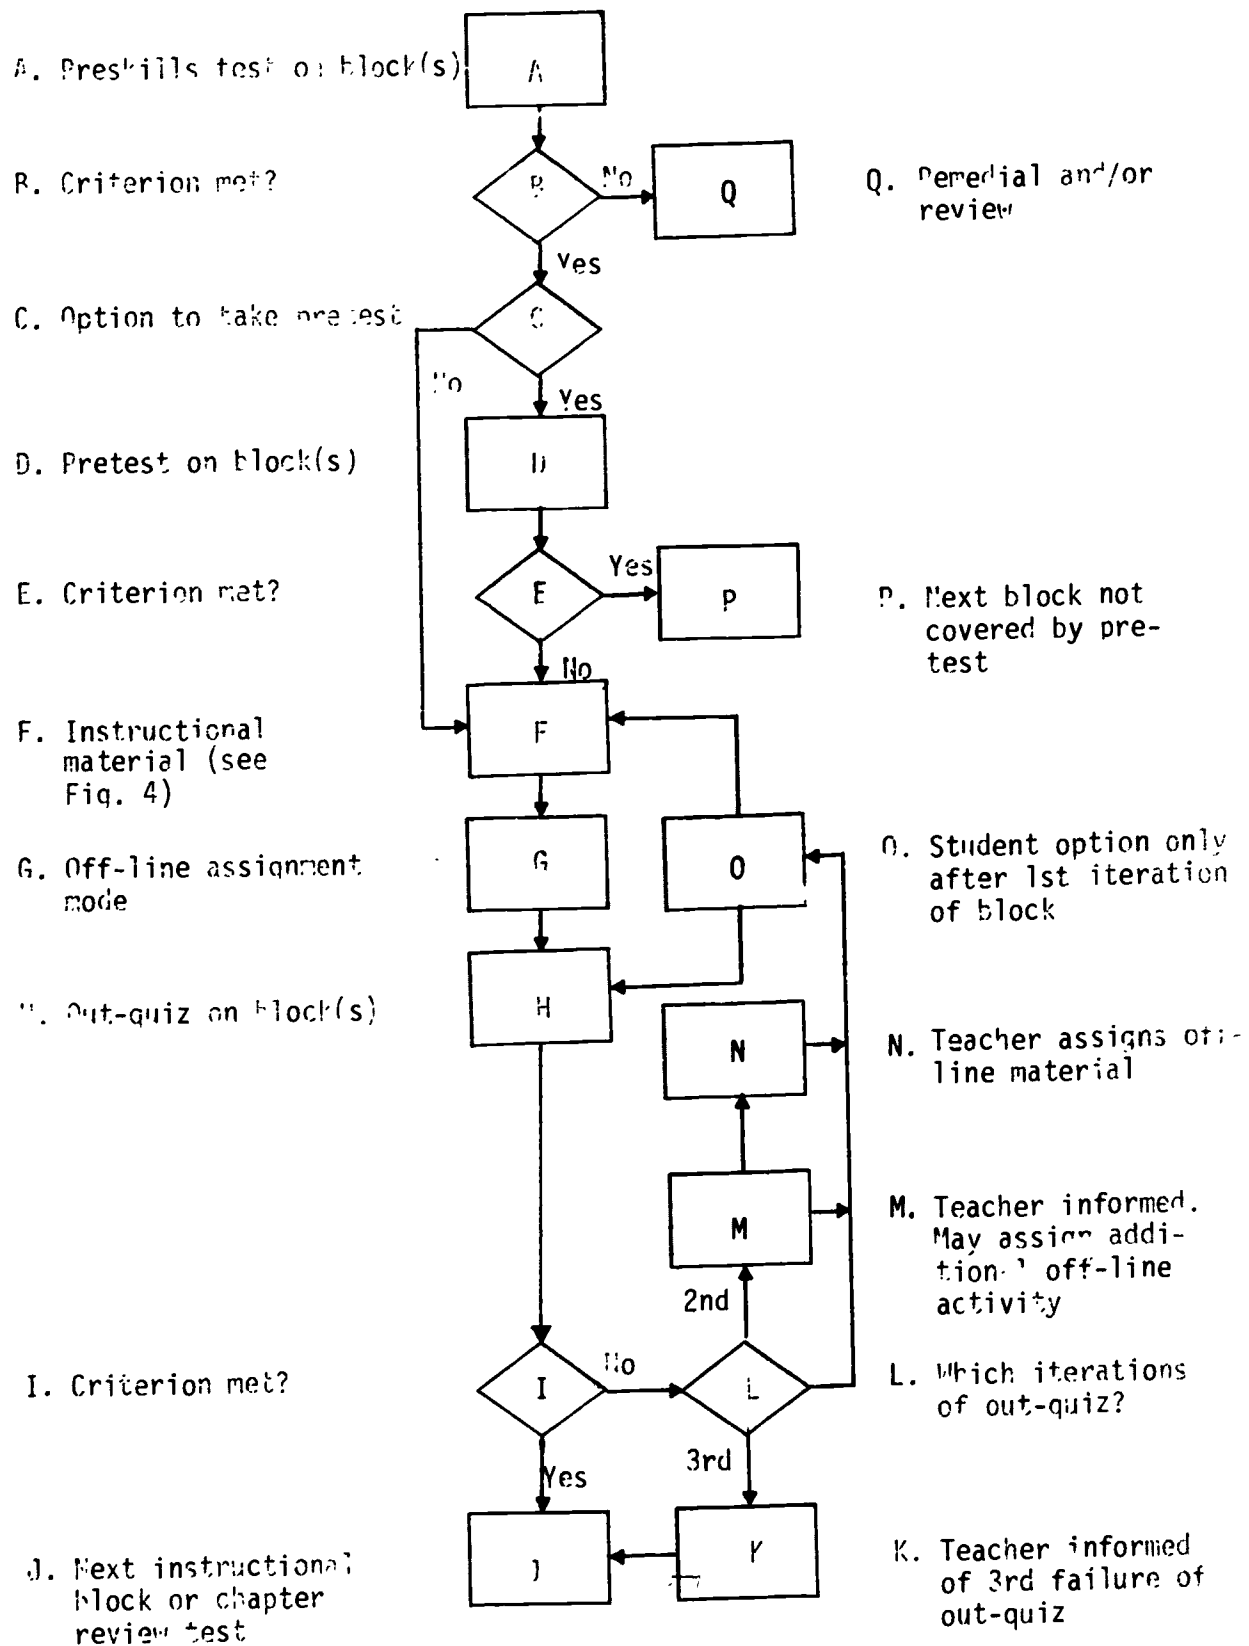 A. Preskills test on block(s)
A
B. Criterion met?
B
No
Q
Q. Remedial and/or
review
Yes
C. Option to take pretest
C
No
Yes
D. Pretest on block(s)
D
E. Criterion met?
E
Yes
P
P. Next block not
covered by pre-
test
No
F. Instructional
material (see
Fig. 4)
F
G. Off-line assignment
mode
G
O
O. Student option only
after 1st iteration
of block
H. Out-quiz on block(s)
H
N
N. Teacher assigns off-
line material
M
M. Teacher informed.
May assign addi-
tional off-line
activity
2nd
I. Criterion met?
I
No
L
L. Which iterations
of out-quiz?
Yes
3rd
J. Next instructional
block or chapter
review test
J
K
K. Teacher informed
of 3rd failure of
out-quiz